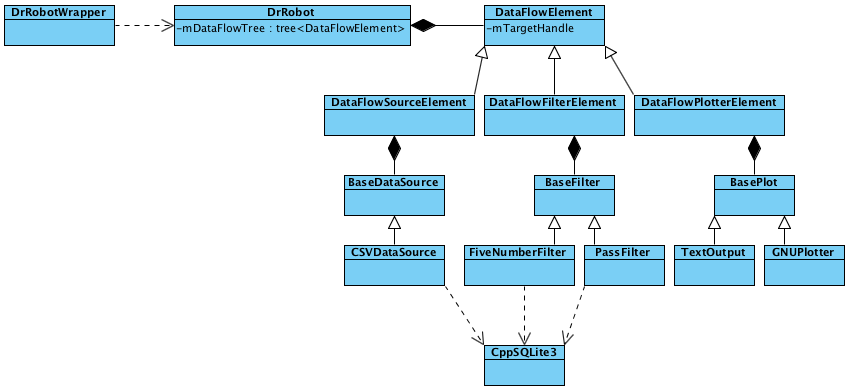 DrRobotWrapper
DrRobot
DataFlowElement
-mDataFlowTree : tree<DataFlowElement>
-mTargetHandle
DataFlowSourceElement
DataFlowFilterElement
DataFlowPlotterElement
BaseDataSource
BaseFilter
BasePlot
CSVDataSource
FiveNumberFilter
PassFilter
TextOutput
GNUPlotter
CppSQLite3